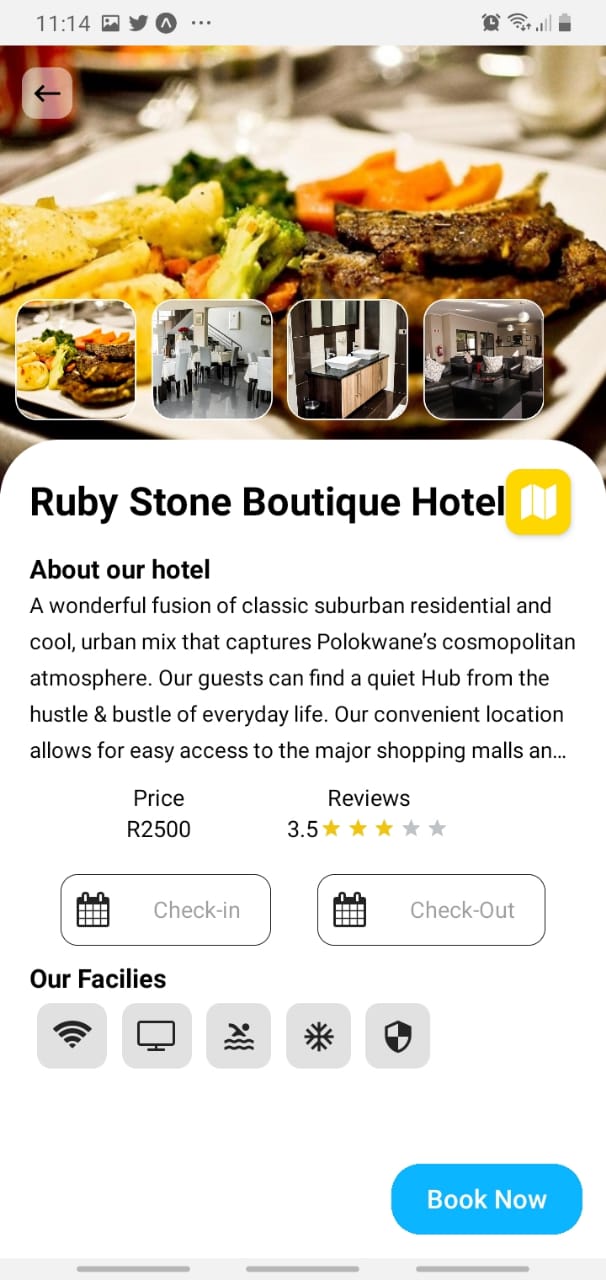 11:14
Ruby Stone Boutique Hotel
About our hotel
A wonderful fusion of classic suburban residential and
cool, urban mix that captures Polokwane’s cosmopolitan
atmosphere. Our guests can find a quiet Hub from the
hustle & bustle of everyday life. Our convenient location
allows for easy access to the major shopping malls an...
Price Reviews
R2500 3.5
Check-in Check-Out
Our Facilies
Book Now